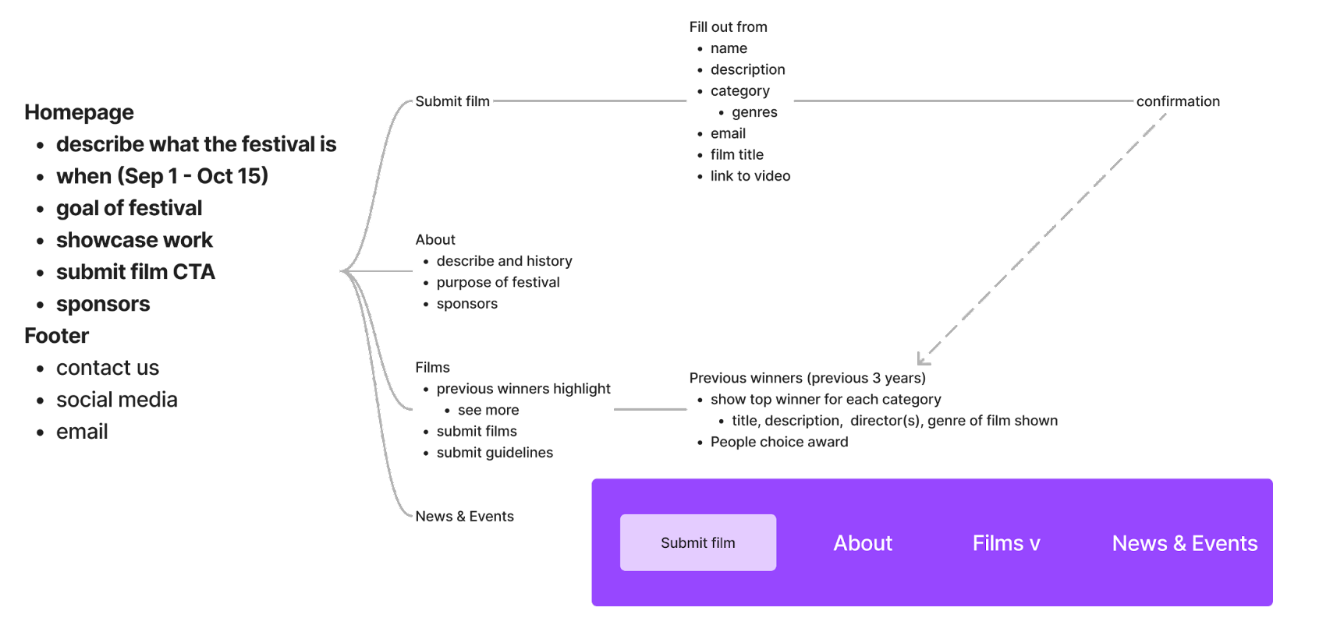 Homepage
• describe what the festival is
• when (Sep 1 - Oct 15)
• goal of festival
• showcase work
• submit film CTA
• sponsors
Footer
• contact us
• social media
• email
Submit film
Fill out from
• name
• description
• category
• genres
• email
• film title
• link to video
confirmation
About
• describe and history
• purpose of festival
• sponsors
Films
• previous winners highlight
• see more
• submit films
• submit guidelines
Previous winners (previous 3 years)
• show top winner for each category
• title, description, director(s), genre of film shown
• People choice award
News & Events
Submit film About Films v News & Events